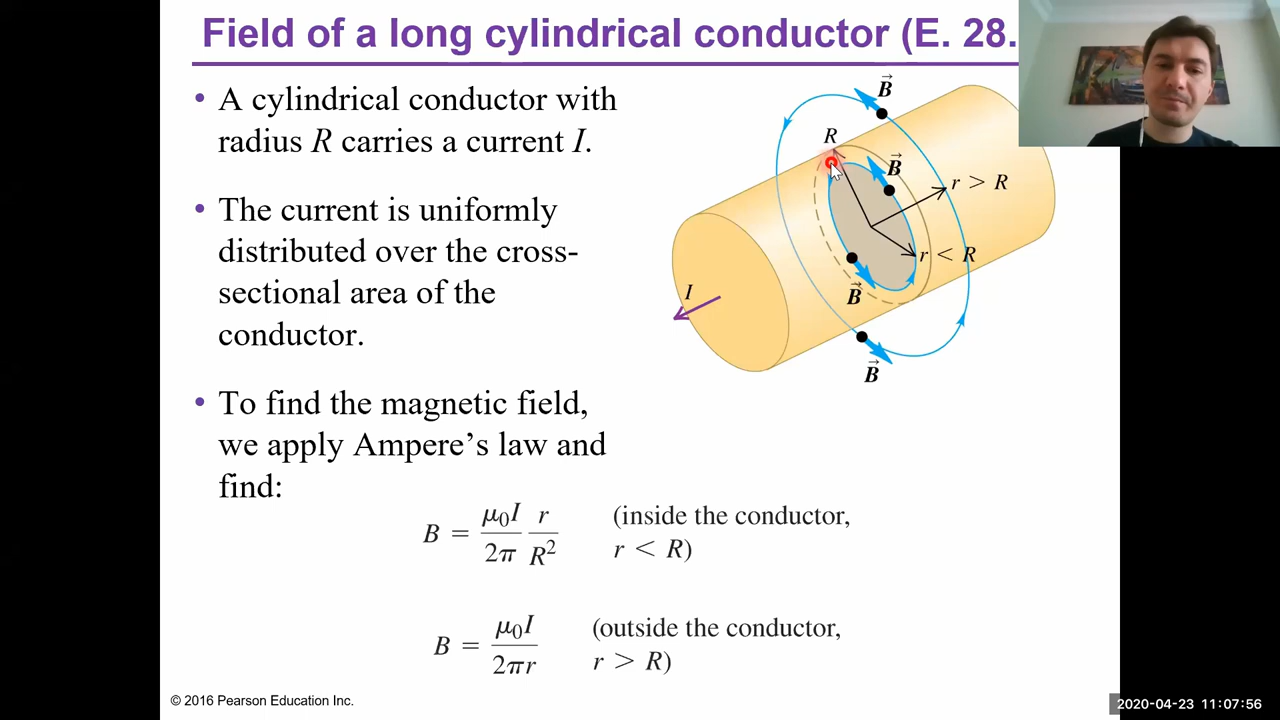 Field of a long cylindrical conductor (E. 28.
• A cylindrical conductor with
radius R carries a current I.
• The current is uniformly
distributed over the cross-
sectional area of the
conductor.
• To find the magnetic field,
we apply Ampere’s law and
find:
B⃗
R
B⃗
r > R
r < R
I
B⃗
B⃗
B = μ₀I/2π r/R² (inside the conductor,
r < R)
B = μ₀I/2πr (outside the conductor,
r > R)
© 2016 Pearson Education Inc.
2020-04-23 11:07:56